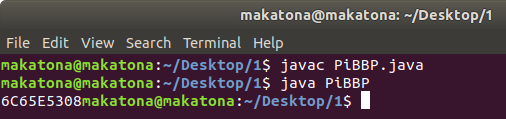 makatona@makatona: ~/Desktop/1
File Edit View Search Terminal Help
makatona@makatona:~/Desktop/1$ javac PiBBP.java
makatona@makatona:~/Desktop/1$ java PiBBP
6C65E5308makatona@makatona:~/Desktop/1$